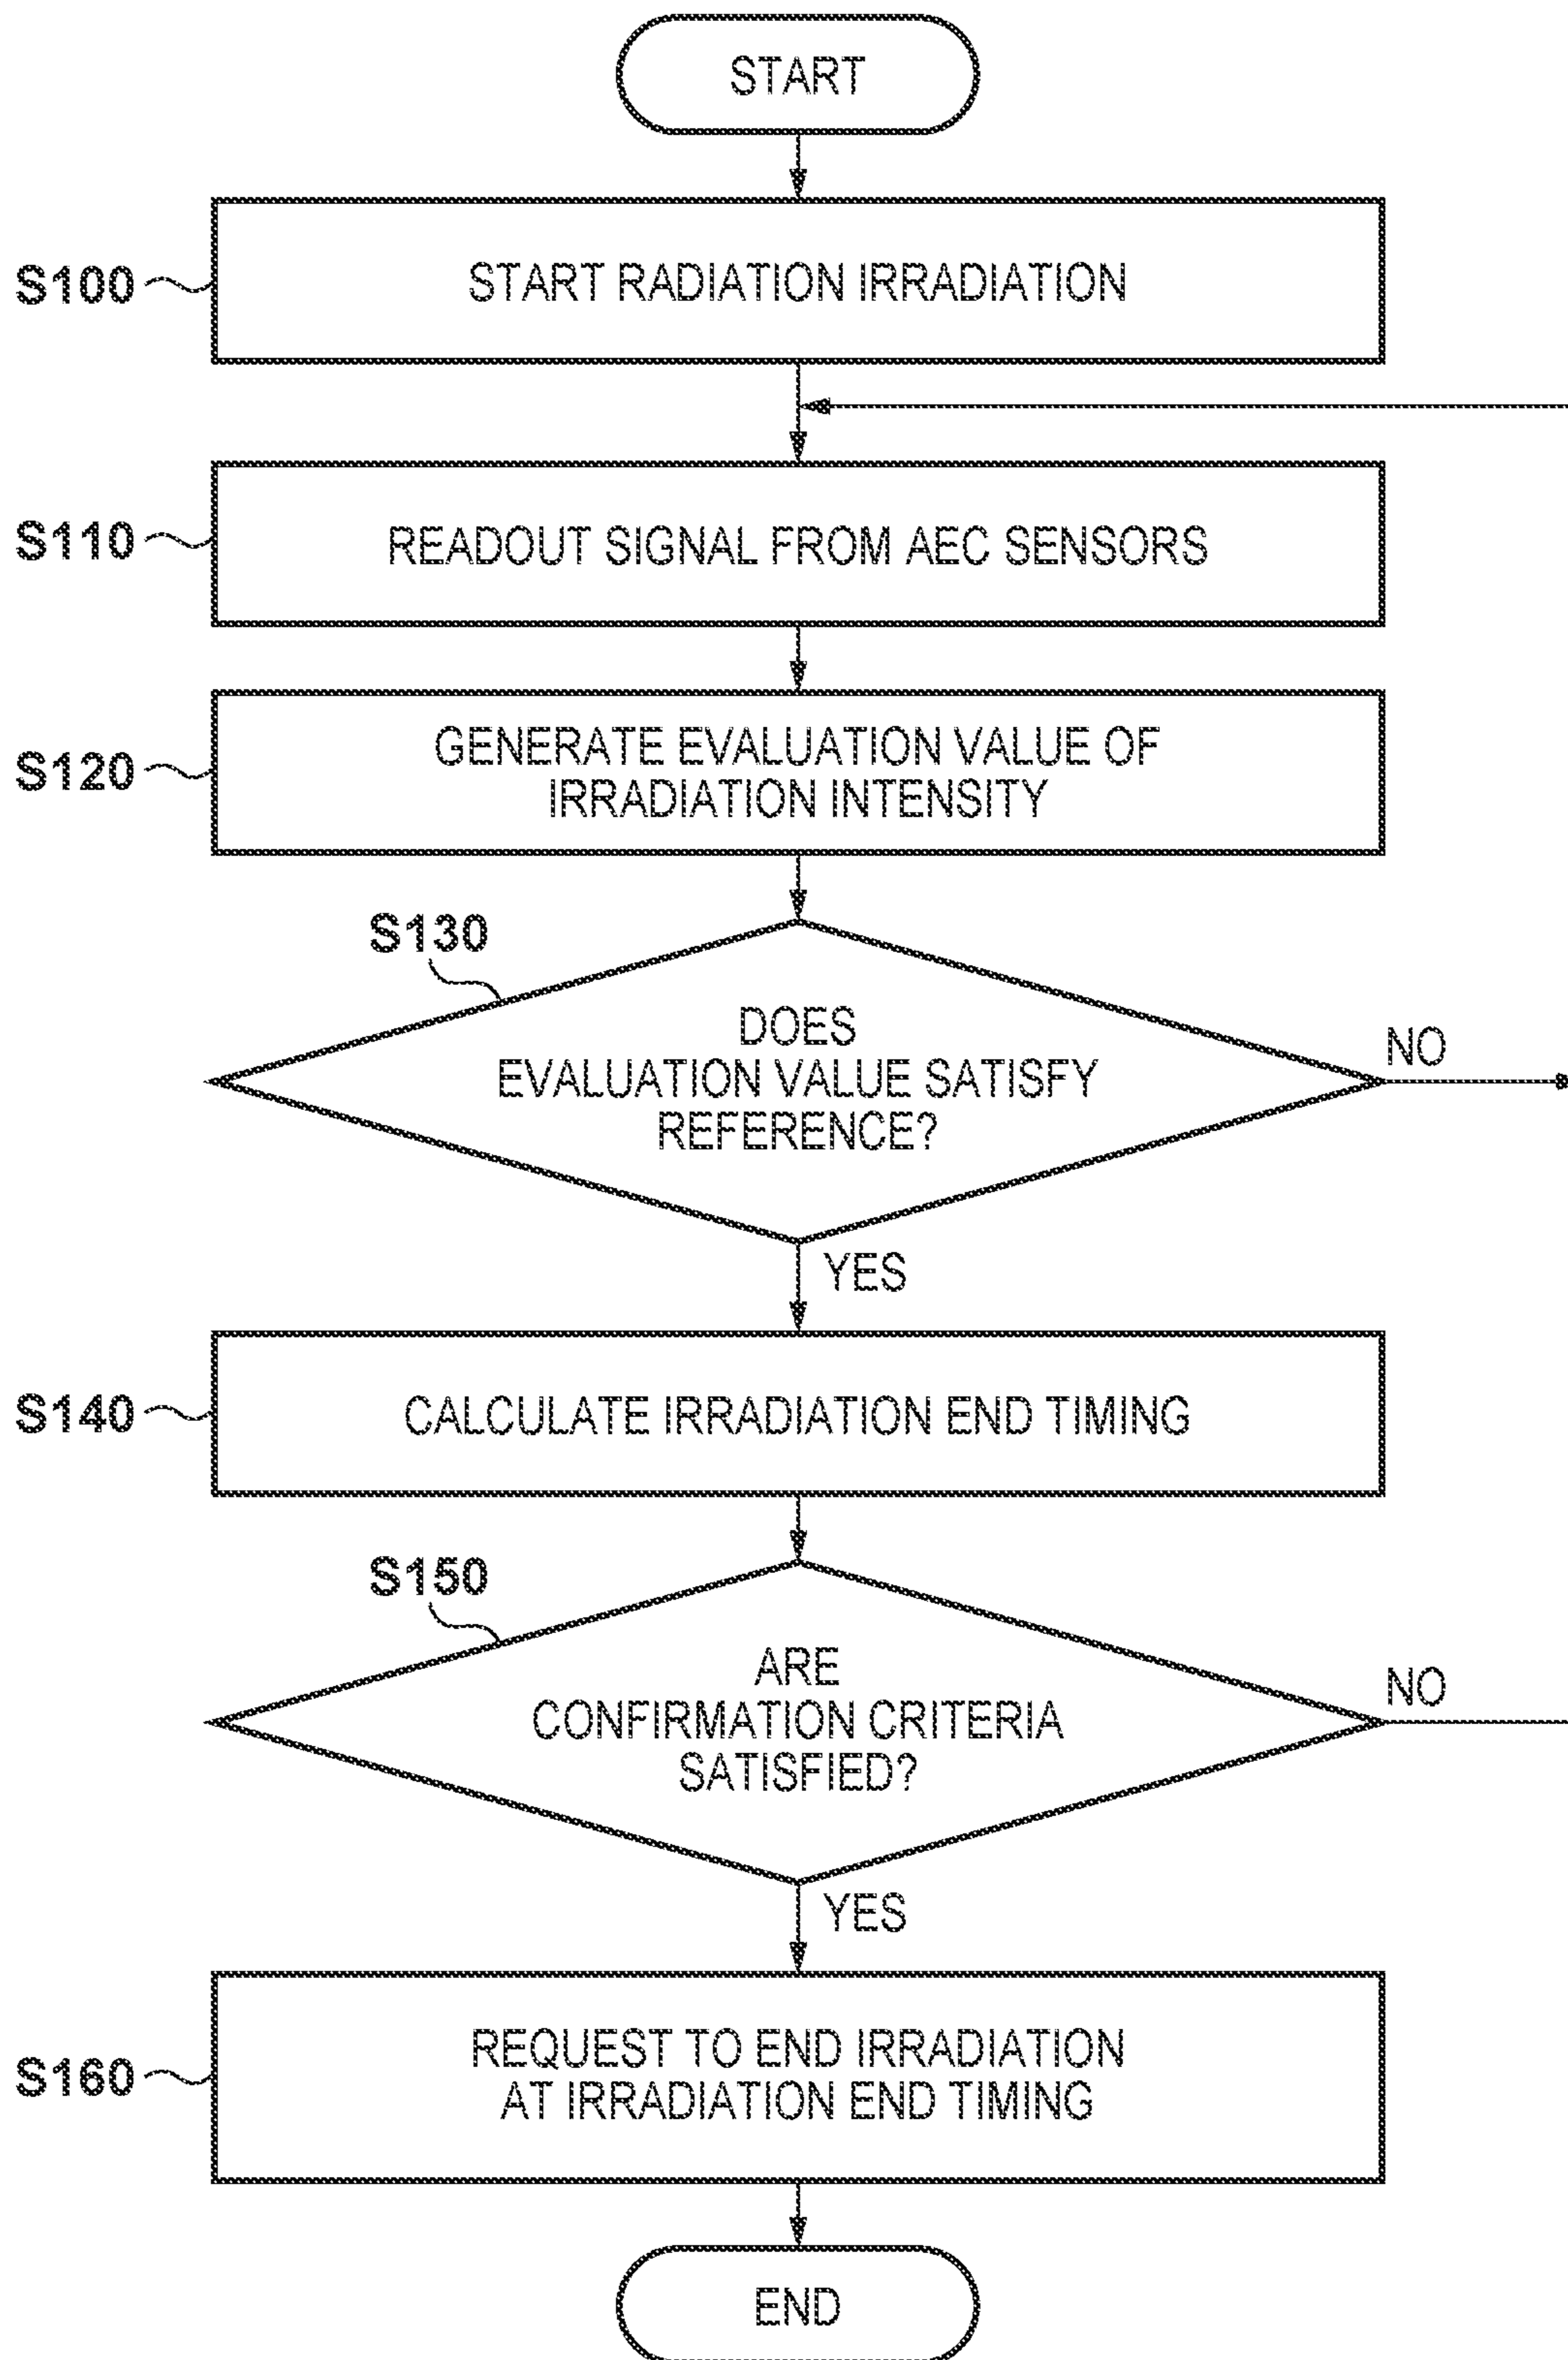 START
S100
START RADIATION IRRADIATION
S110
READOUT SIGNAL FROM AEC SENSORS
S120
GENERATE EVALUATION VALUE OF
IRRADIATION INTENSITY
S130
DOES
EVALUATION VALUE SATISFY
REFERENCE?
NO
YES
S140
CALCULATE IRRADIATION END TIMING
S150
ARE
CONFIRMATION CRITERIA
SATISFIED?
NO
YES
S160
REQUEST TO END IRRADIATION
AT IRRADIATION END TIMING
END